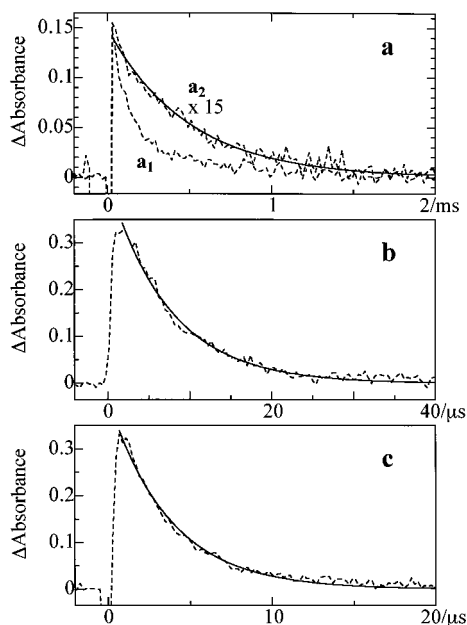 ΔAbsorbance
0.15
0.10
0.05
0
a
a₂
x 15
a₁
0
1
2/ms
ΔAbsorbance
0.3
0.2
0.1
0
b
0
20
40/μs
ΔAbsorbance
0.3
0.2
0.1
0
c
0
10
20/μs